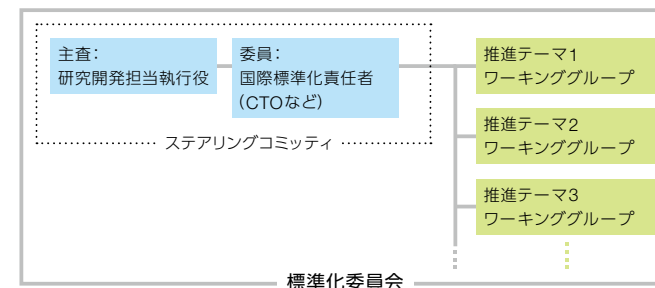 主査:
研究開発担当執行役
委員:
国際標準化責任者
(CTOなど)
ステアリングコミッティ
推進テーマ1
ワーキンググループ
推進テーマ2
ワーキンググループ
推進テーマ3
ワーキンググループ
標準化委員会